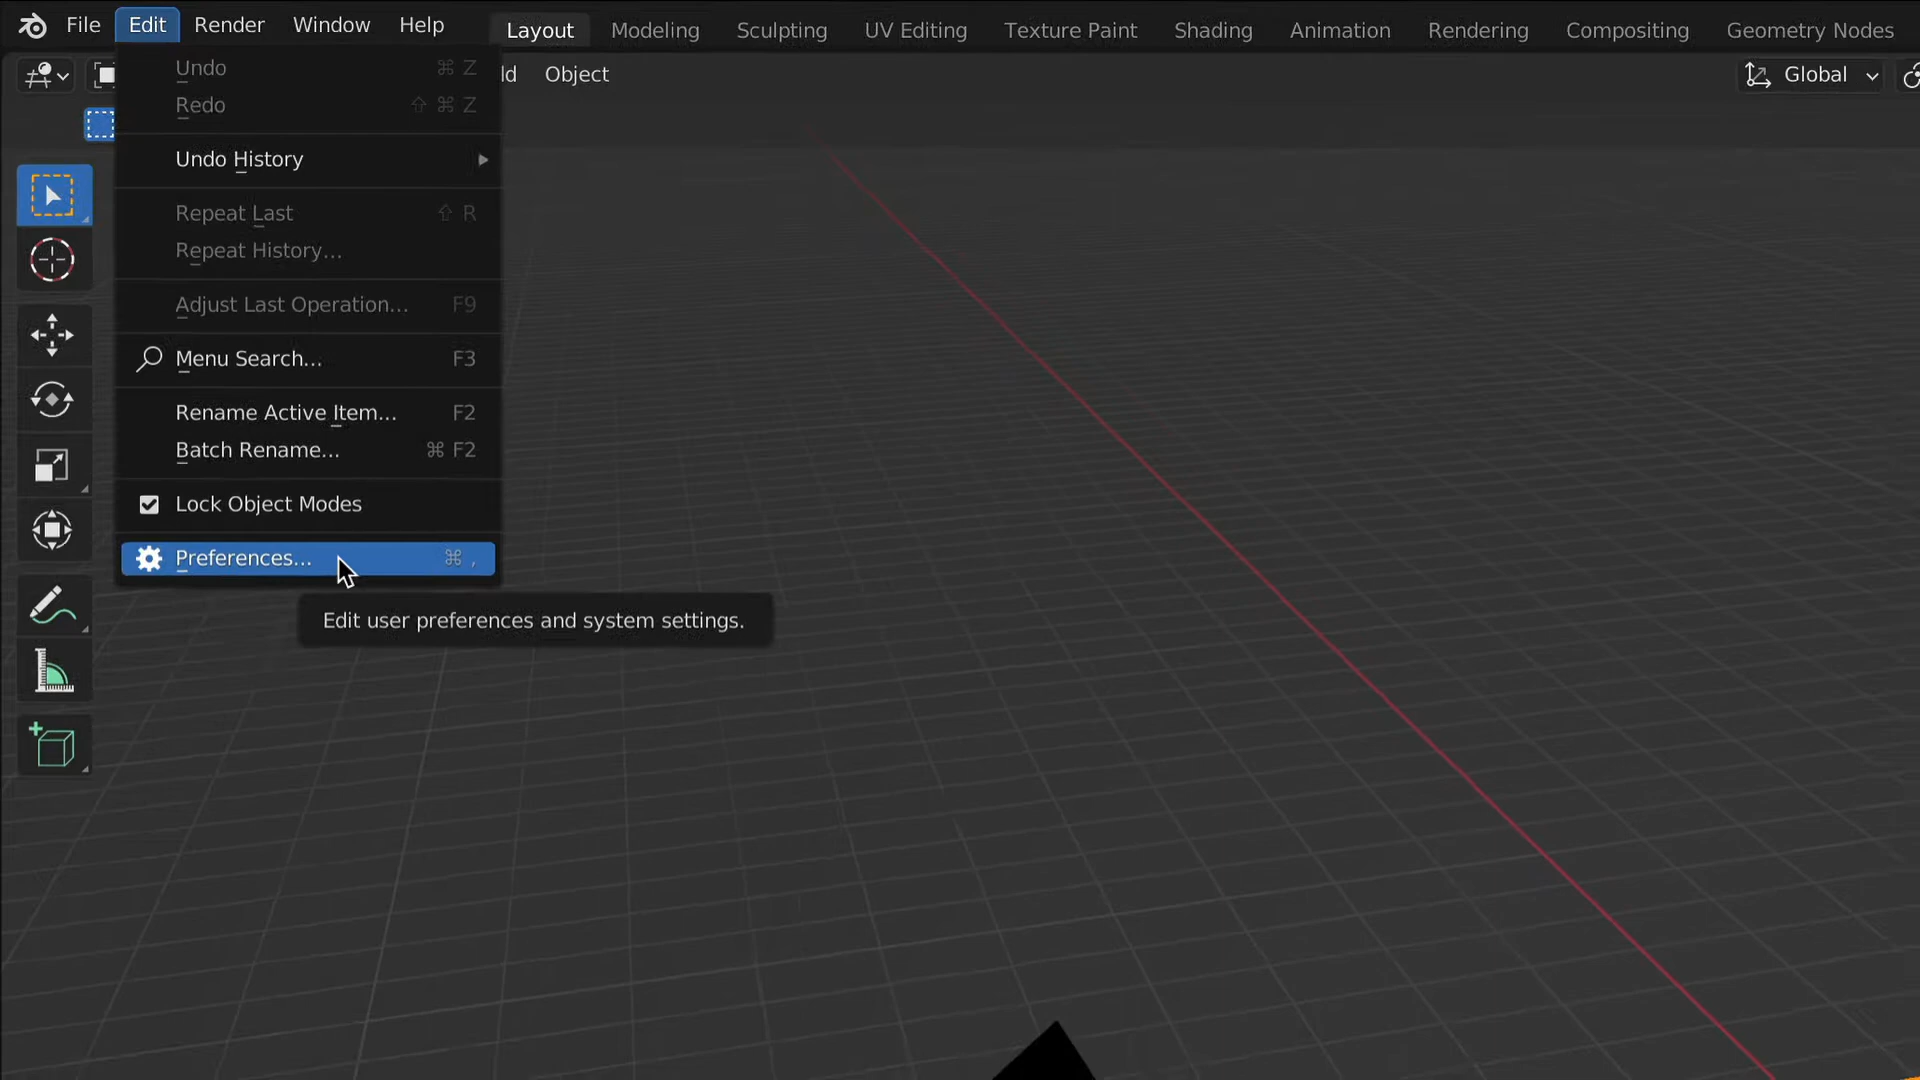 File Edit Render Window Help Layout Modeling Sculpting UV Editing Texture Paint Shading Animation Rendering Compositing Geometry Nodes
ld Object Global
Undo ⌘ Z
Redo ⇧ ⌘ Z
Undo History
Repeat Last ⇧ R
Repeat History...
Adjust Last Operation... F9
Menu Search... F3
Rename Active Item... F2
Batch Rename... ⌘ F2
Lock Object Modes
Preferences... ⌘ ,
Edit user preferences and system settings.